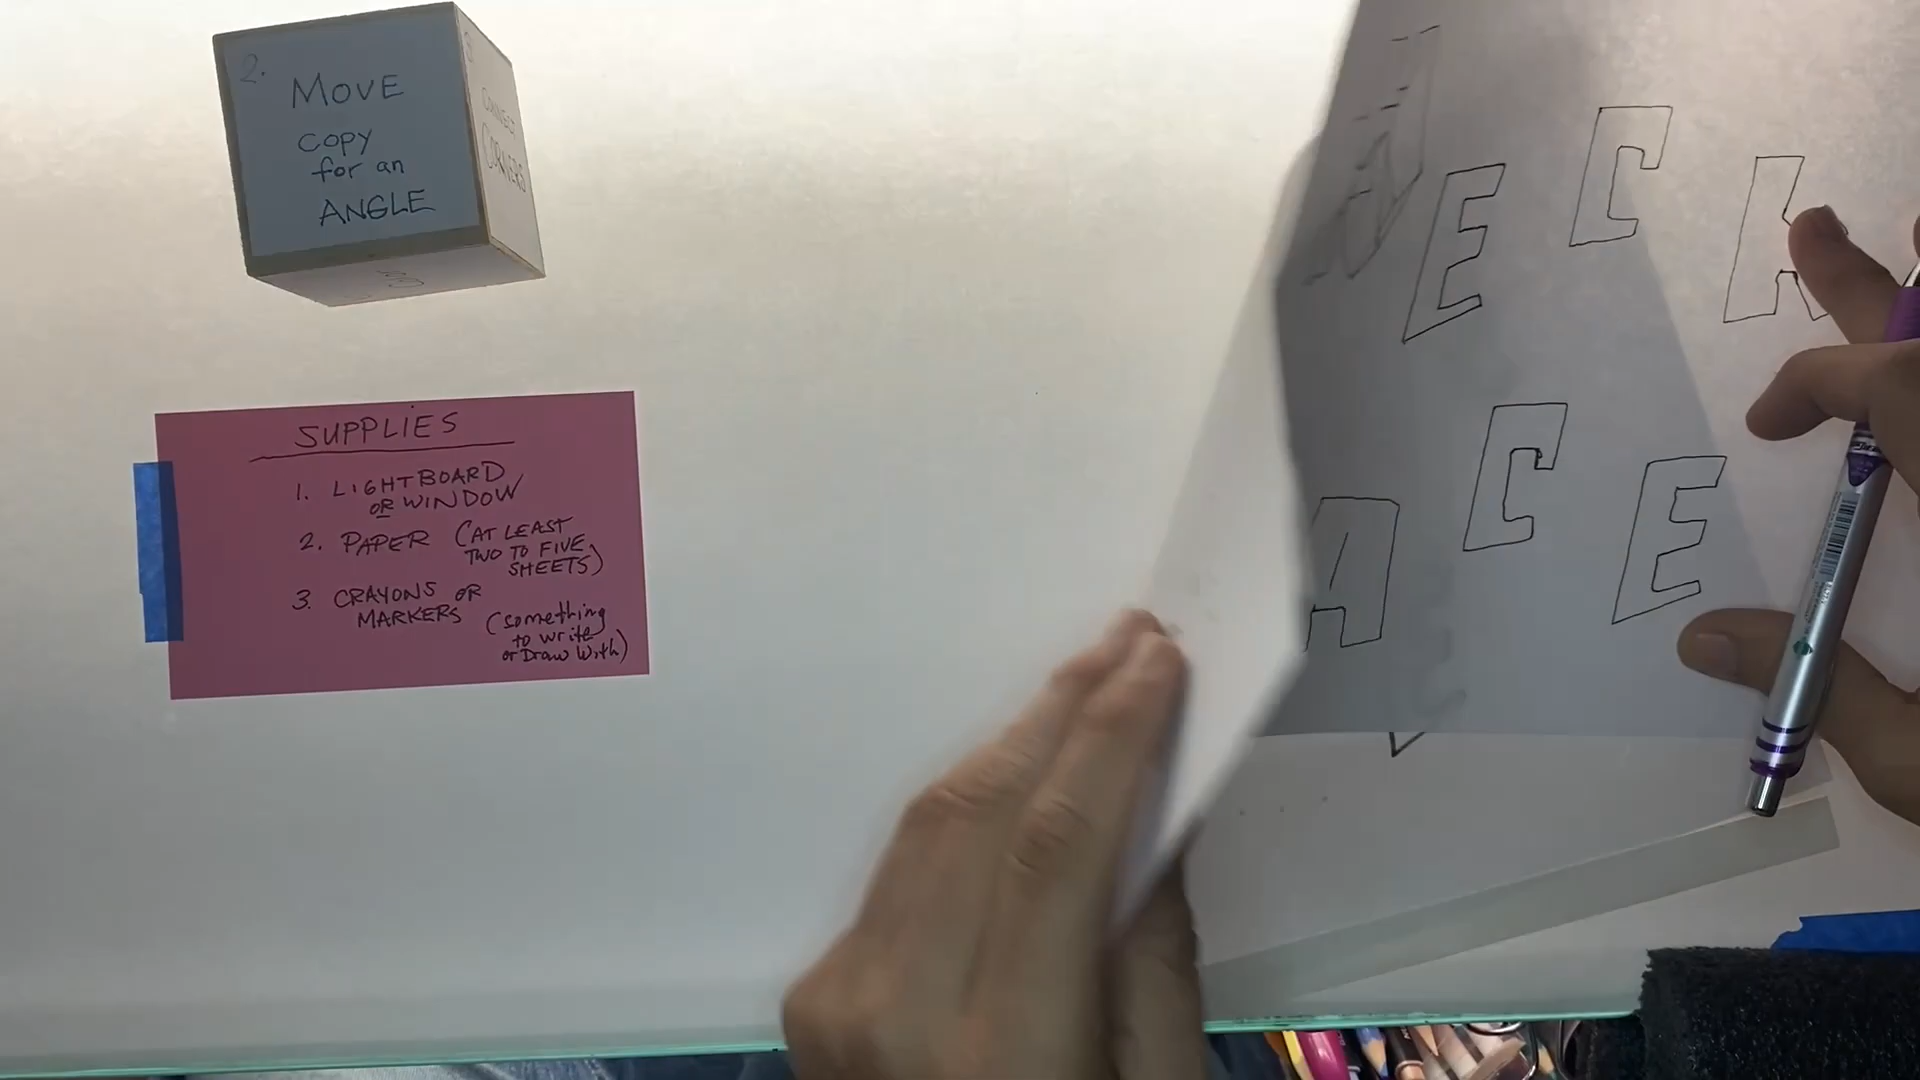 2.
MOVE
COPY
for an
ANGLE
CONNECT
CORNERS
SUPPLIES
1. LIGHTBOARD
OR WINDOW
2. PAPER (AT LEAST
TWO TO FIVE
SHEETS)
3. CRAYONS OR
MARKERS (something
to write
or Draw with)
E C K
A C E